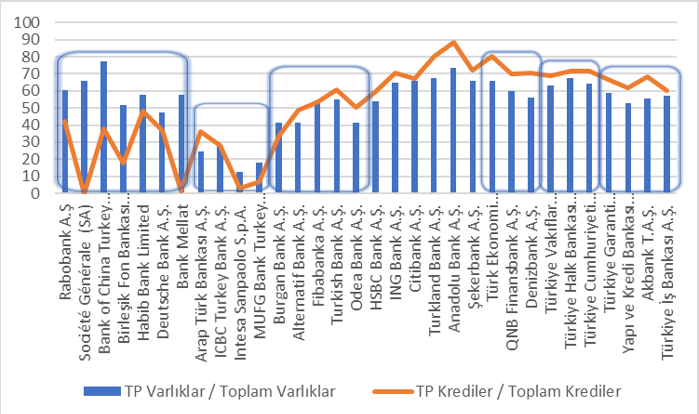 100
90
80
70
60
50
40
30
20
10
0
Rabobank A.Ş
Société Générale (SA)
Bank of China Turkey…
Birleşik Fon Bankası…
Habib Bank Limited
Deutsche Bank A.Ş.
Bank Mellat
Arap Türk Bankası A.Ş.
ICBC Turkey Bank A.Ş.
Intesa Sanpaolo S.p.A.
MUFG Bank Turkey…
Burgan Bank A.Ş.
Alternatif Bank A.Ş.
Fibabanka A.Ş.
Turkish Bank A.Ş.
Odea Bank A.Ş.
HSBC Bank A.Ş.
ING Bank A.Ş.
Citibank A.Ş.
Turkland Bank A.Ş.
Anadolu Bank A.Ş.
Şekerbank A.Ş.
Türk Ekonomi…
QNB Finansbank A.Ş.
Denizbank A.Ş.
Türkiye Vakıflar…
Türkiye Halk Bankası…
Türkiye Cumhuriyeti…
Türkiye Garanti…
Yapı ve Kredi Bankası…
Akbank T.A.Ş.
Türkiye İş Bankası A.Ş.
TP Varlıklar / Toplam Varlıklar
TP Krediler / Toplam Krediler